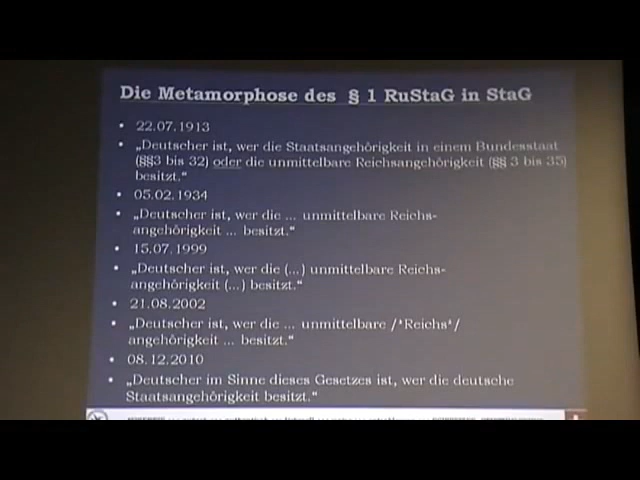 Die Metamorphose des § 1 RuStaG in StaG
• 22.07.1913
• „Deutscher ist, wer die Staatsangehörigkeit in einem Bundesstaat
(§§3 bis 32) oder die unmittelbare Reichsangehörigkeit (§§ 3 bis 35)
besitzt.“
• 05.02.1934
• „Deutscher ist, wer die ... unmittelbare Reichs-
angehörigkeit ... besitzt.“
• 15.07.1999
• „Deutscher ist, wer die (...) unmittelbare Reichs-
angehörigkeit (...) besitzt.“
• 21.08.2002
• „Deutscher ist, wer die ... unmittelbare /*Reichs*/
angehörigkeit ... besitzt.“
• 08.12.2010
• „Deutscher im Sinne dieses Gesetzes ist, wer die deutsche
Staatsangehörigkeit besitzt.“